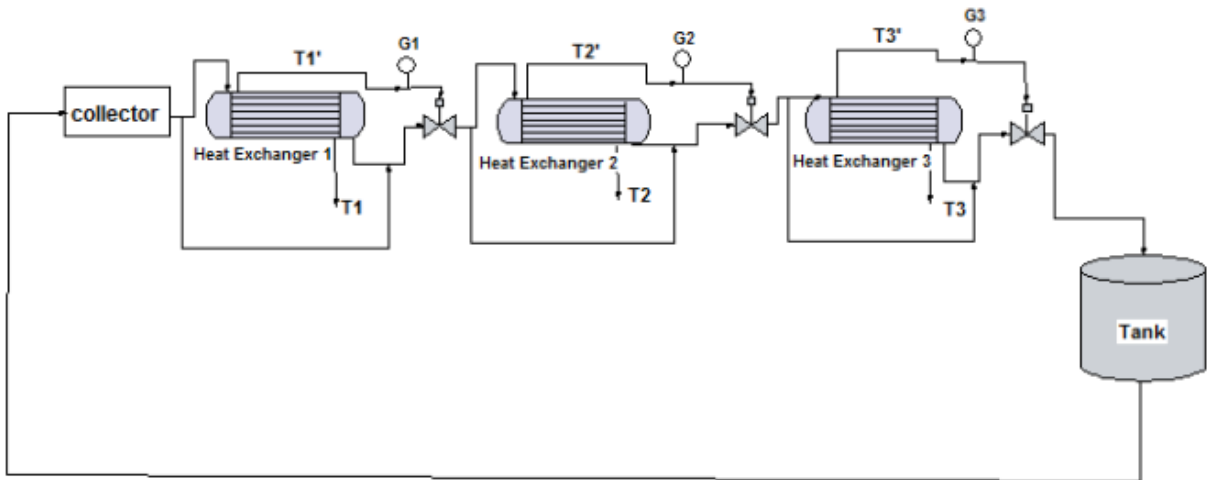 G1
G2
G3
T1'
T2'
T3'
collector
Heat Exchanger 1
Heat Exchanger 2
Heat Exchanger 3
T1
T2
T3
Tank